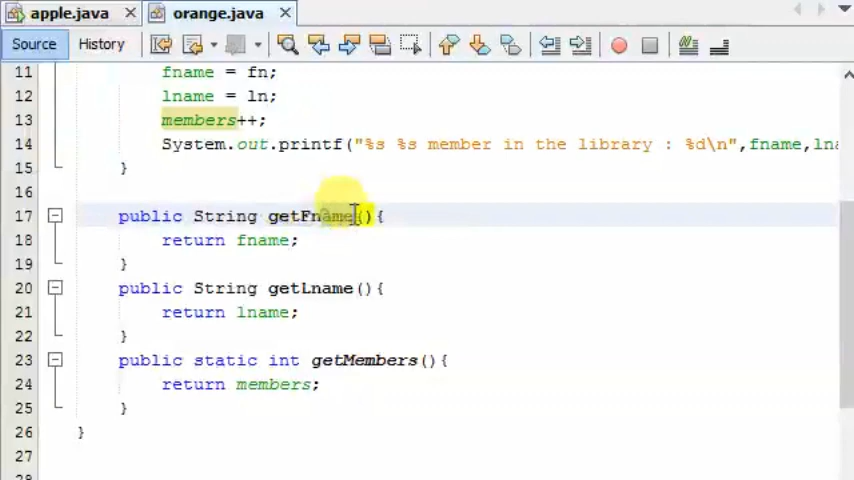 apple.java orange.java
Source History
11 fname = fn;
12 lname = ln;
13 members++;
14 System.out.printf("%s %s member in the library : %d\n",fname,lna
15 }
16
17 public String getFname(){
18 return fname;
19 }
20 public String getLname(){
21 return lname;
22 }
23 public static int getMembers(){
24 return members;
25 }
26 }
27
28